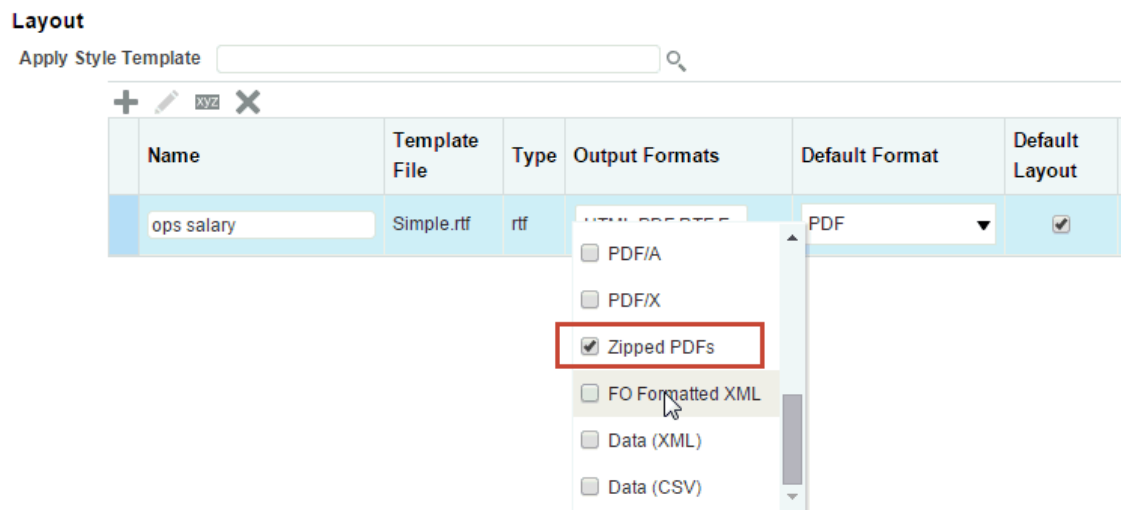 Layout
Apply Style Template
xyz
Name
Template File
Type
Output Formats
Default Format
Default Layout
ops salary
Simple.rtf
rtf
PDF
PDF/A
PDF/X
Zipped PDFs
FO Formatted XML
Data (XML)
Data (CSV)